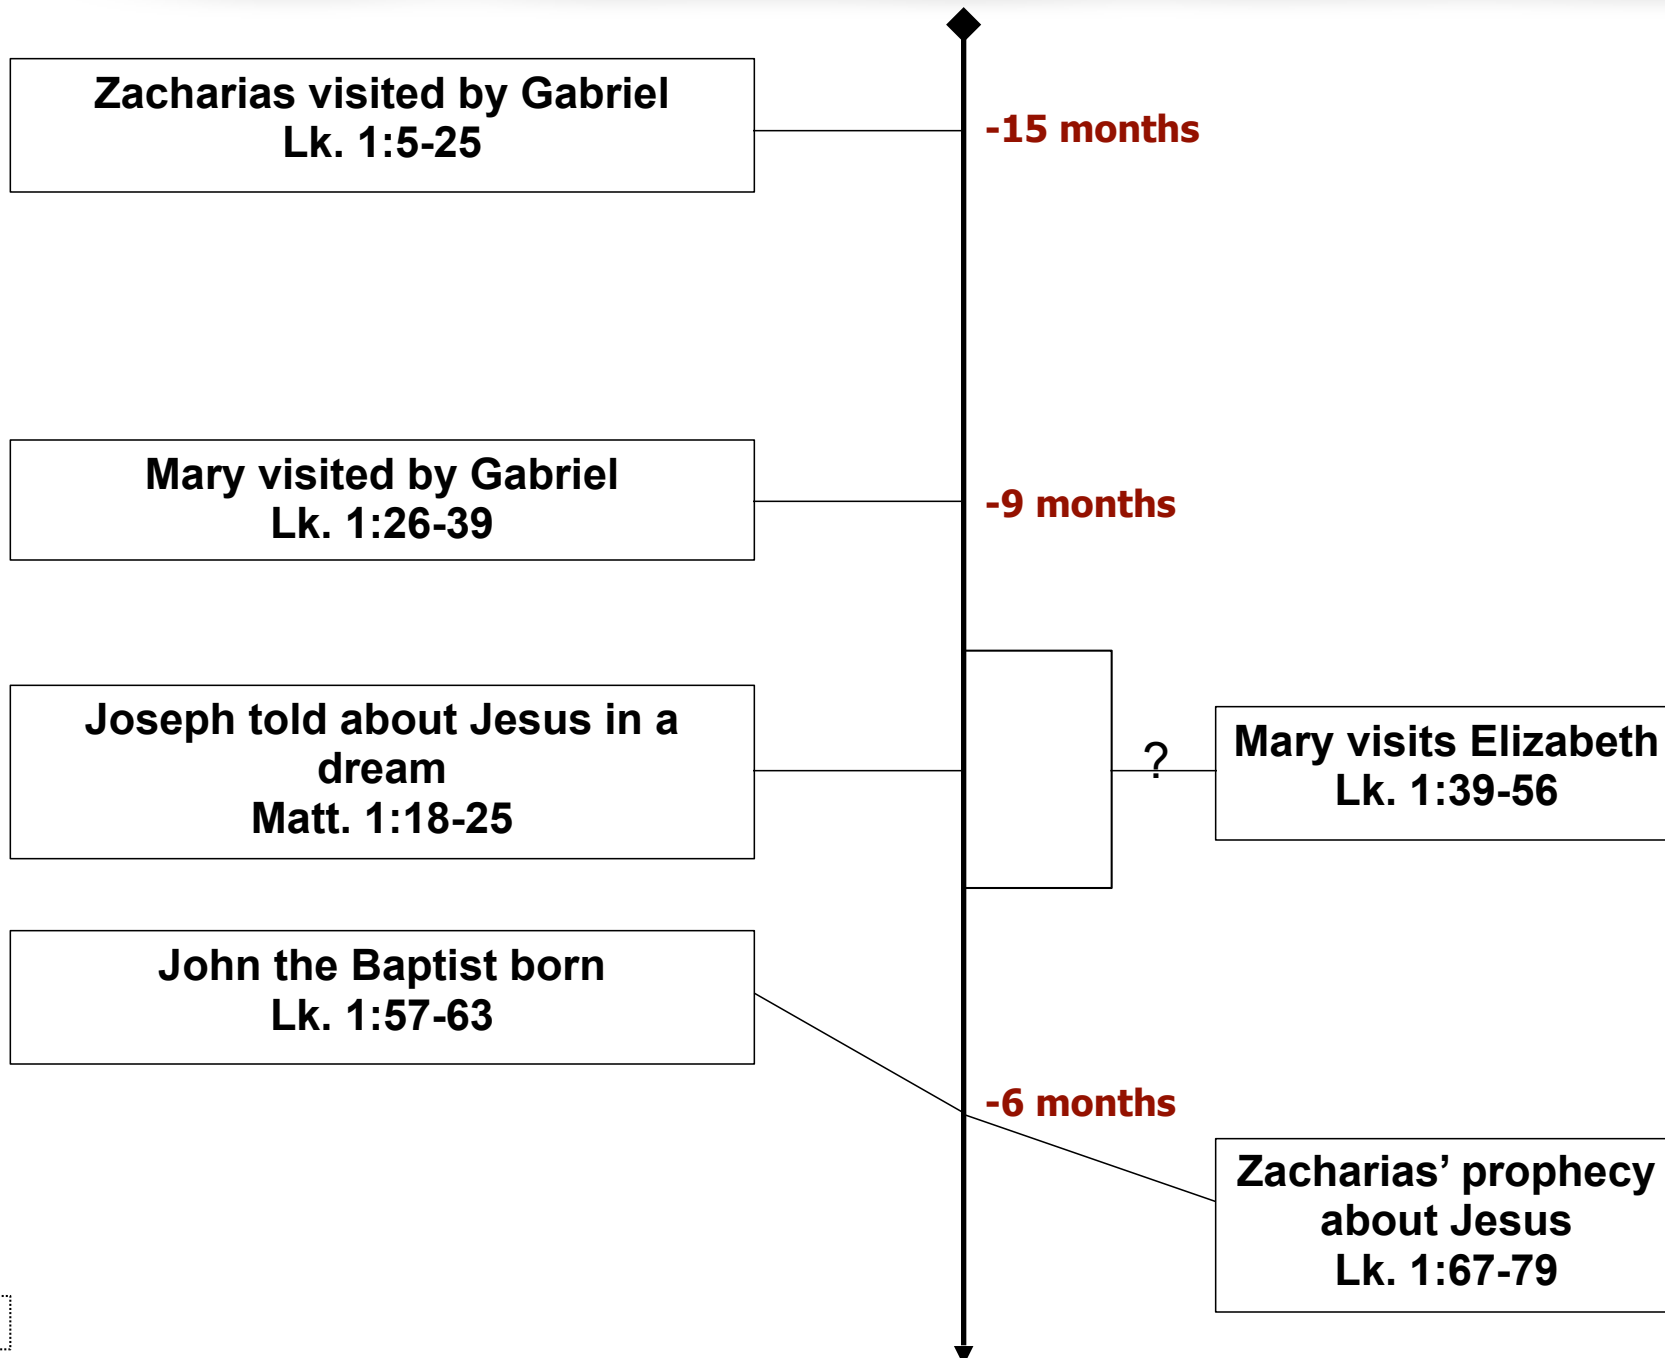 Zacharias visited by Gabriel
Lk. 1:5-25
-15 months
Mary visited by Gabriel
Lk. 1:26-39
-9 months
Joseph told about Jesus in a
dream
Matt. 1:18-25
?
Mary visits Elizabeth
Lk. 1:39-56
John the Baptist born
Lk. 1:57-63
-6 months
Zacharias’ prophecy
about Jesus
Lk. 1:67-79